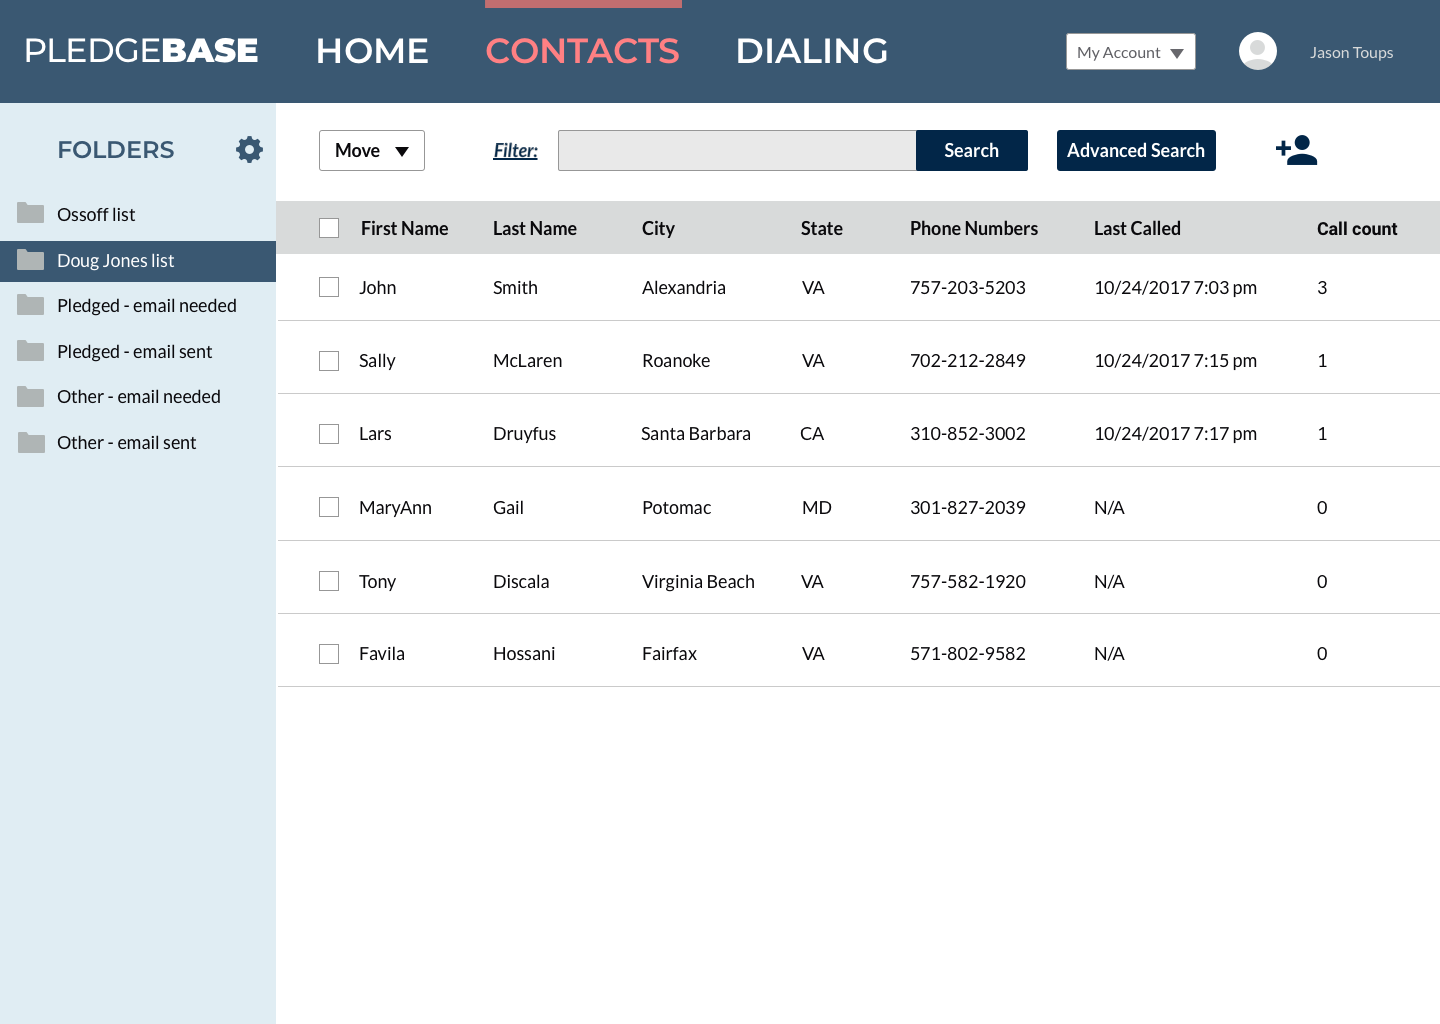 PLEDGEBASE HOME CONTACTS DIALING My Account Jason Toups
FOLDERS
Ossoff list
Doug Jones list
Pledged - email needed
Pledged - email sent
Other - email needed
Other - email sent
Move Filter: Search Advanced Search
First Name Last Name City State Phone Numbers Last Called Call count
John Smith Alexandria VA 757-203-5203 10/24/2017 7:03 pm 3
Sally McLaren Roanoke VA 702-212-2849 10/24/2017 7:15 pm 1
Lars Druyfus Santa Barbara CA 310-852-3002 10/24/2017 7:17 pm 1
MaryAnn Gail Potomac MD 301-827-2039 N/A 0
Tony Discala Virginia Beach VA 757-582-1920 N/A 0
Favila Hossani Fairfax VA 571-802-9582 N/A 0